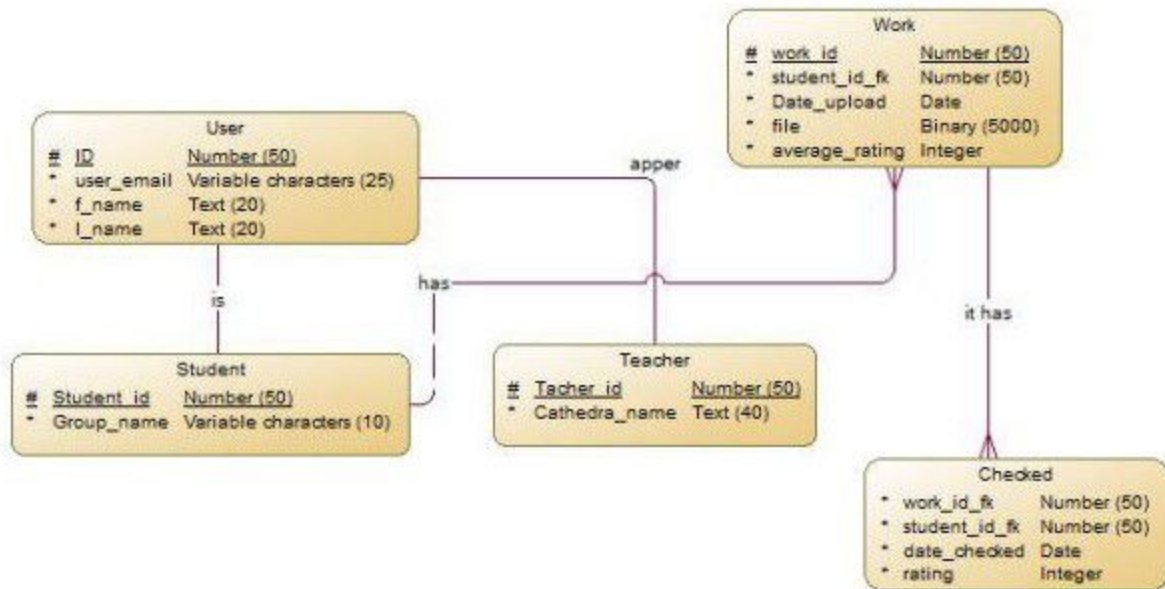 Work
# work_id Number (50)
* student_id_fk Number (50)
* Date_upload Date
* file Binary (5000)
* average_rating Integer
User
# ID Number (50)
* user_email Variable characters (25)
* f_name Text (20)
* l_name Text (20)
apper
has
is
it has
Student
# Student_id Number (50)
* Group_name Variable characters (10)
Teacher
# Tacher_id Number (50)
* Cathedra_name Text (40)
Checked
* work_id_fk Number (50)
* student_id_fk Number (50)
* date_checked Date
* rating Integer